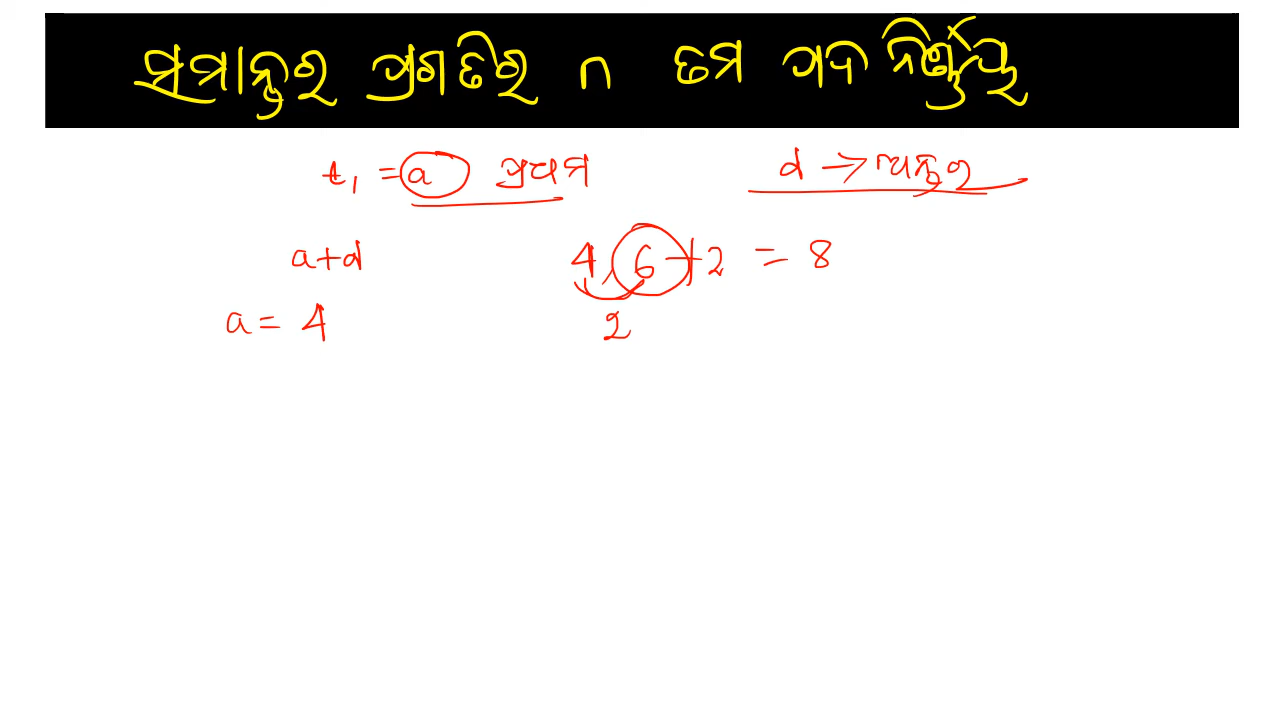 ସମାନ୍ତର ପ୍ରଗତିର n ତମ ପଦ ନିର୍ଣ୍ଣୟ
t₁ = a ପ୍ରଥମ d → ଅନ୍ତର
a+d 4, 6 + 2 = 8
a = 4 2